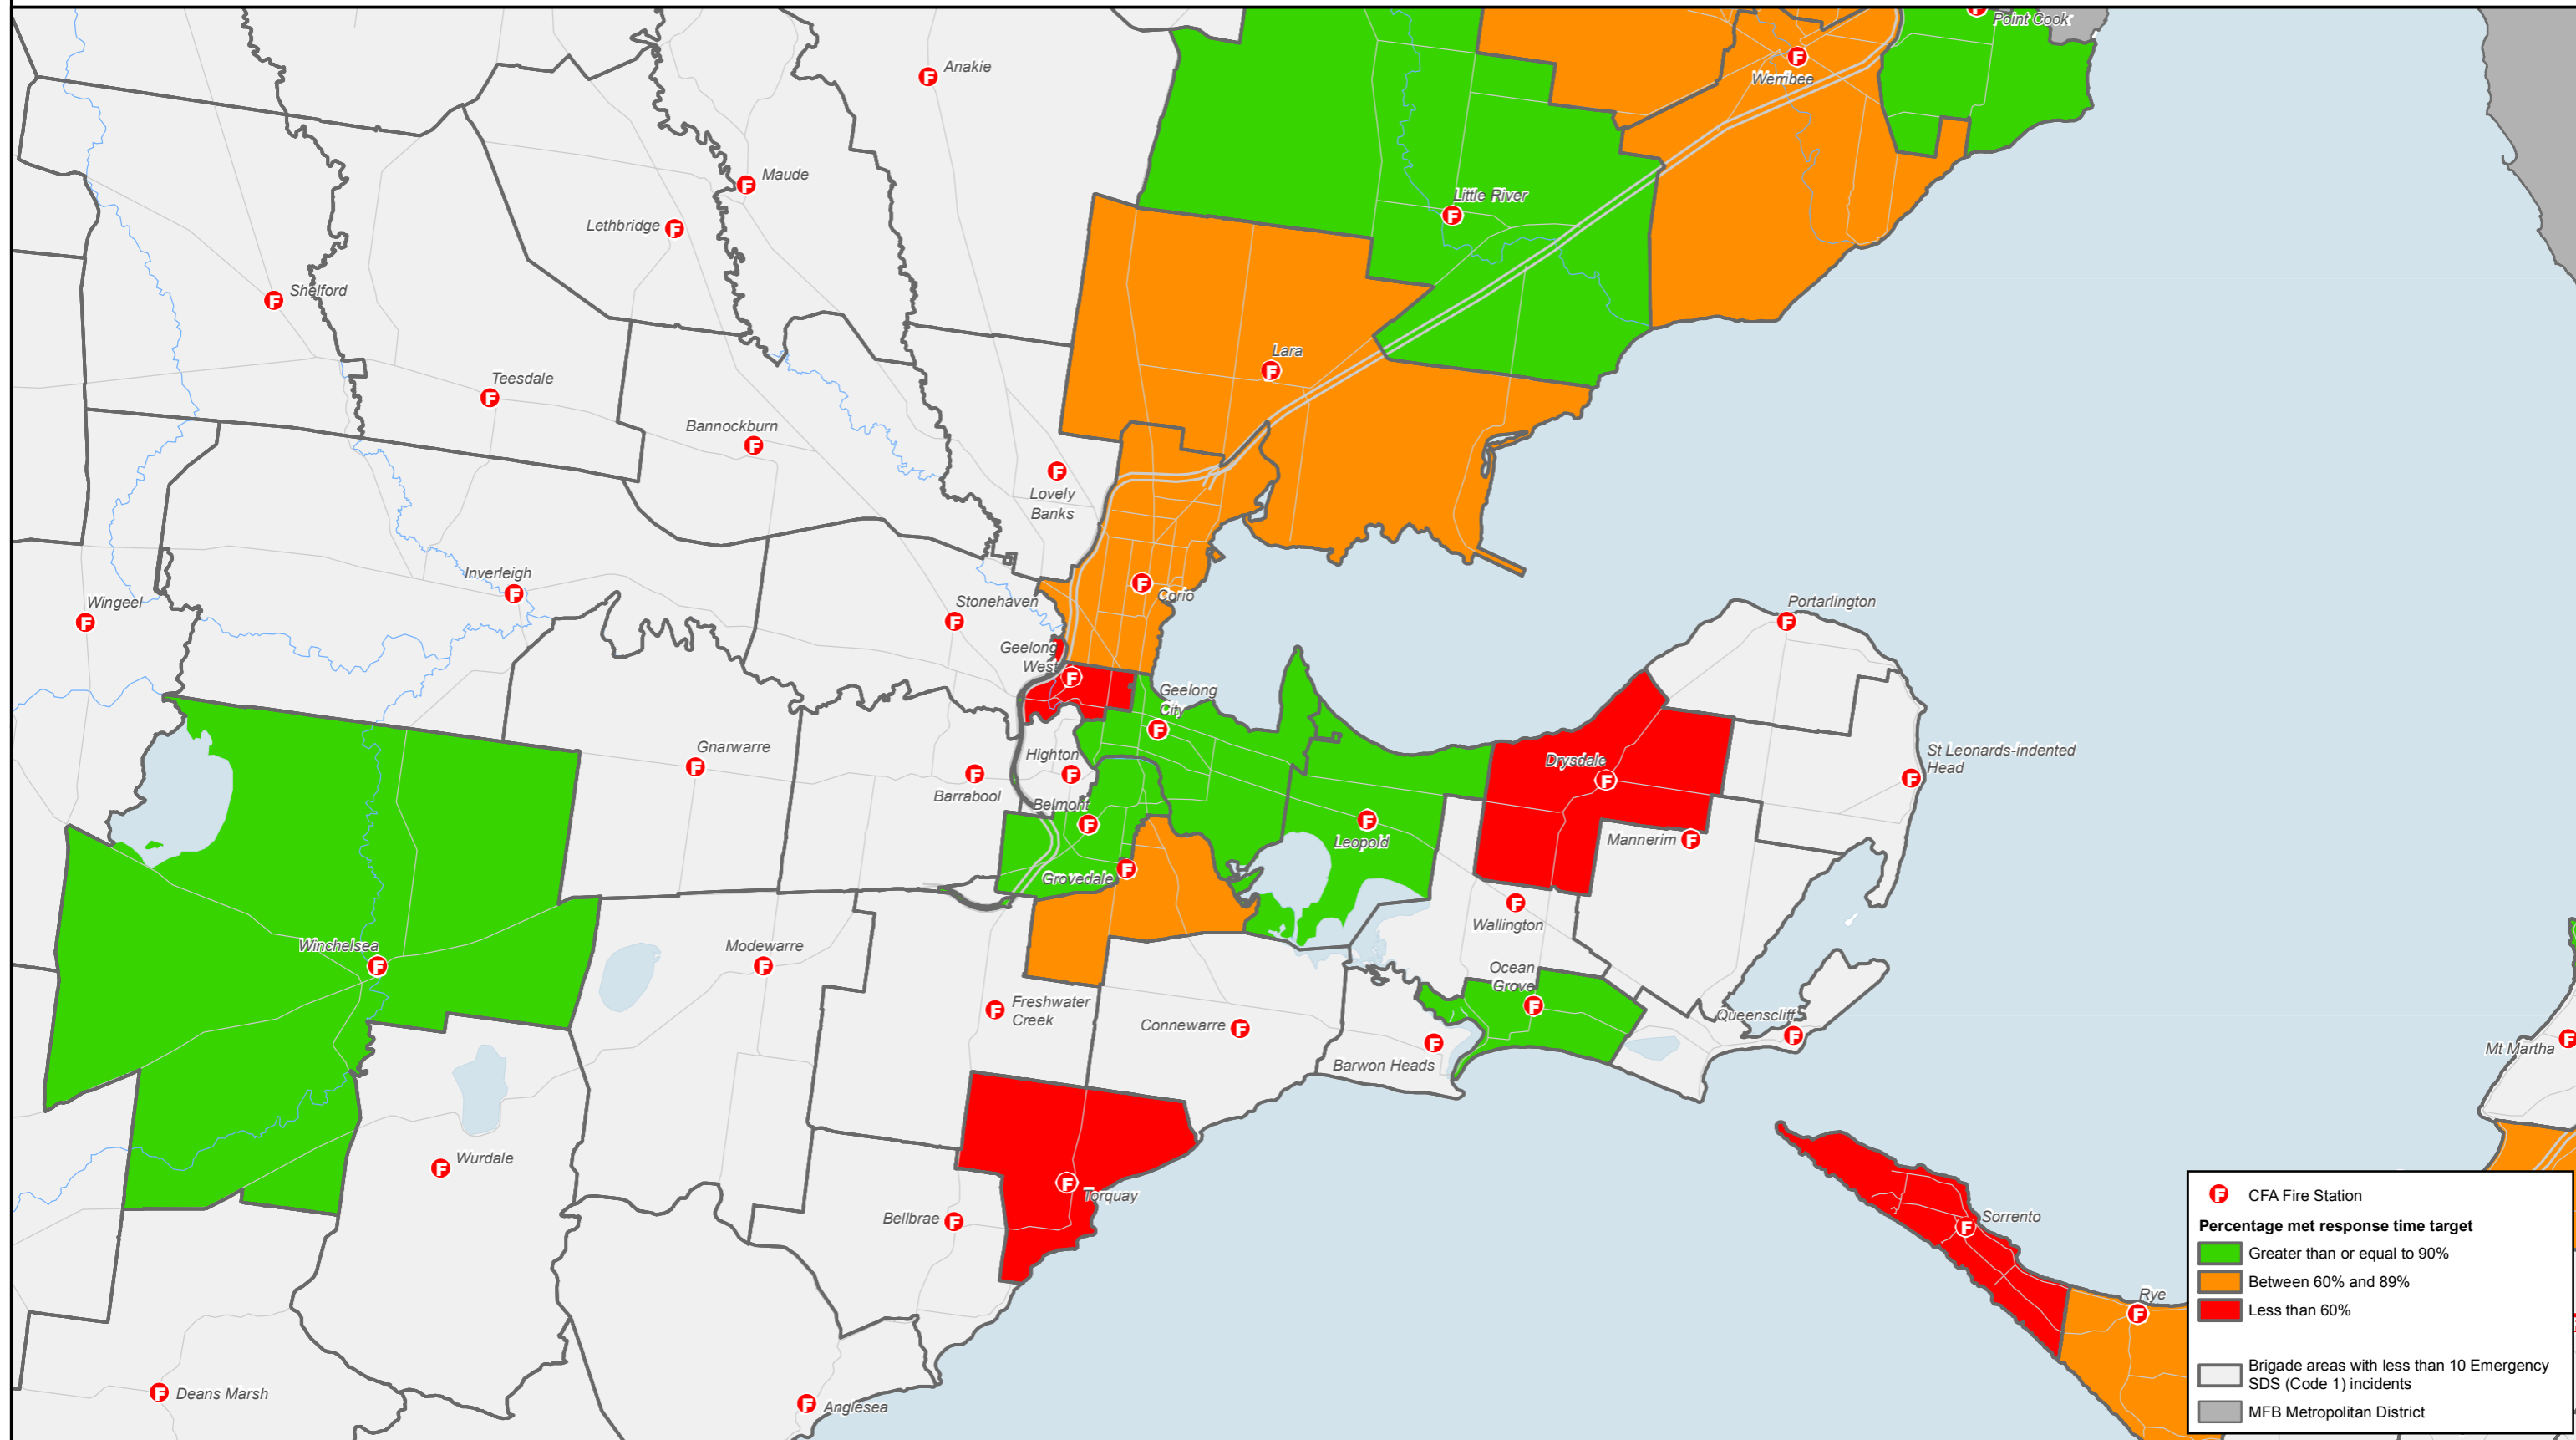 Point Cook
Anakie
Werribee
Maude
Little River
Lethbridge
Shelford
Lara
Teesdale
Bannockburn
Lovely
Banks
Inverleigh
Corio
Wingeel
Stonehaven
Portarlington
Geelong
West
Geelong
City
Gnarwarre
Highton
Drysdale
St Leonards-indented
Head
Barrabool
Belmont
Leopold
Mannerim
Grovedale
Wallington
Winchelsea
Modewarre
Ocean
Grove
Freshwater
Creek
Connewarre
Queenscliff
Barwon Heads
Mt Martha
Wurdale
Torquay
Bellbrae
Sorrento
Rye
Deans Marsh
Anglesea
CFA Fire Station
Percentage met response time target
Greater than or equal to 90%
Between 60% and 89%
Less than 60%
Brigade areas with less than 10 Emergency
SDS (Code 1) incidents
MFB Metropolitan District